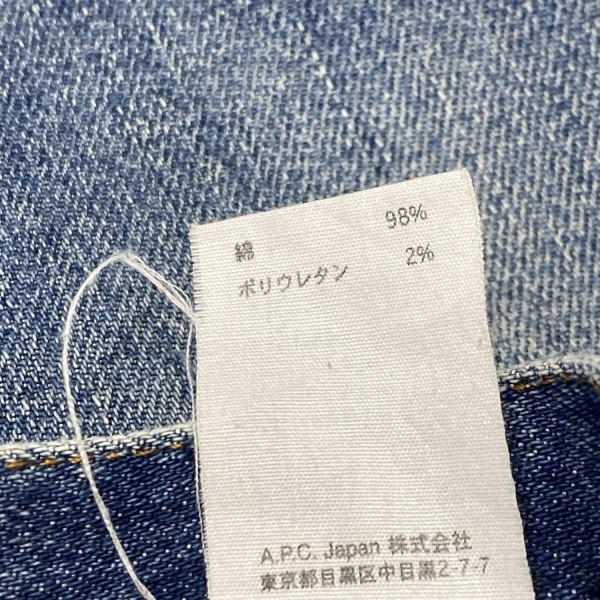 綿 98%
ポリウレタン 2%
A.P.C. Japan 株式会社
東京都目黒区中目黒2-7-7